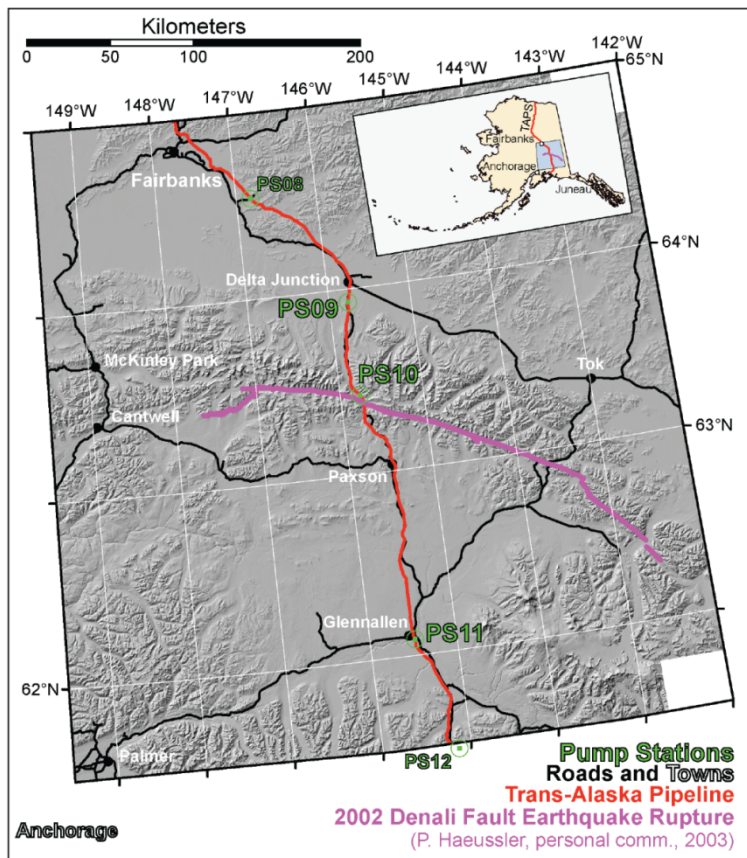 Kilometers
0 50 100 200
149°W 148°W 147°W 146°W 145°W 144°W 143°W 142°W
65°N
TAPS
Fairbanks
Anchorage
Juneau
Fairbanks
PS08
64°N
Delta Junction
PS09
McKinley Park
PS10
Tok
Cantwell
63°N
Paxson
Glennallen
PS11
62°N
Palmer
PS12
Pump Stations
Roads and Towns
Trans-Alaska Pipeline
2002 Denali Fault Earthquake Rupture
(P. Haeussler, personal comm., 2003)
Anchorage